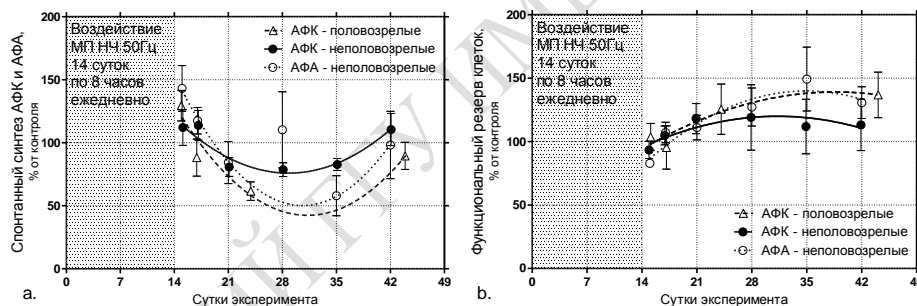 200
150
100
50
0
Спонтанный синтез АФК и АФА,
% от контроля
Воздействие
МП НЧ 50Гц
14 суток
по 8 часов
ежедневно
АФК - половозрелые
АФК - неполовозрелые
АФА - неполовозрелые
0 7 14 21 28 35 42 49
a. Сутки эксперимента
200
150
100
50
0
Функциональный резерв клеток,
% от контроля
Воздействие
МП НЧ 50Гц
14 суток
по 8 часов
ежедневно
АФК - половозрелые
АФК - неполовозрелые
АФА - неполовозрелые
0 7 14 21 28 35 42
b. Сутки эксперимента